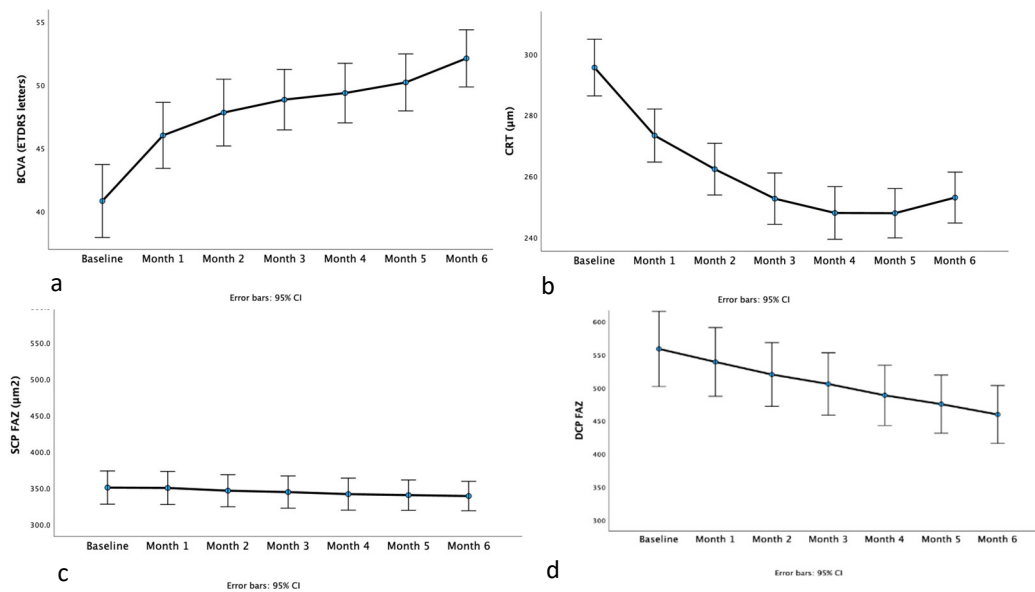 BCVA (ETDRS letters)
55
50
45
40
Baseline Month 1 Month 2 Month 3 Month 4 Month 5 Month 6
a
Error bars: 95% CI
CRT (µm)
300
280
260
240
Baseline Month 1 Month 2 Month 3 Month 4 Month 5 Month 6
b
Error bars: 95% CI
SCP FAZ (µm2)
550.0
500.0
450.0
400.0
350.0
300.0
Baseline Month 1 Month 2 Month 3 Month 4 Month 5 Month 6
c
Error bars: 95% CI
DCP FAZ
600
550
500
450
400
350
300
Baseline Month 1 Month 2 Month 3 Month 4 Month 5 Month 6
d
Error bars: 95% CI